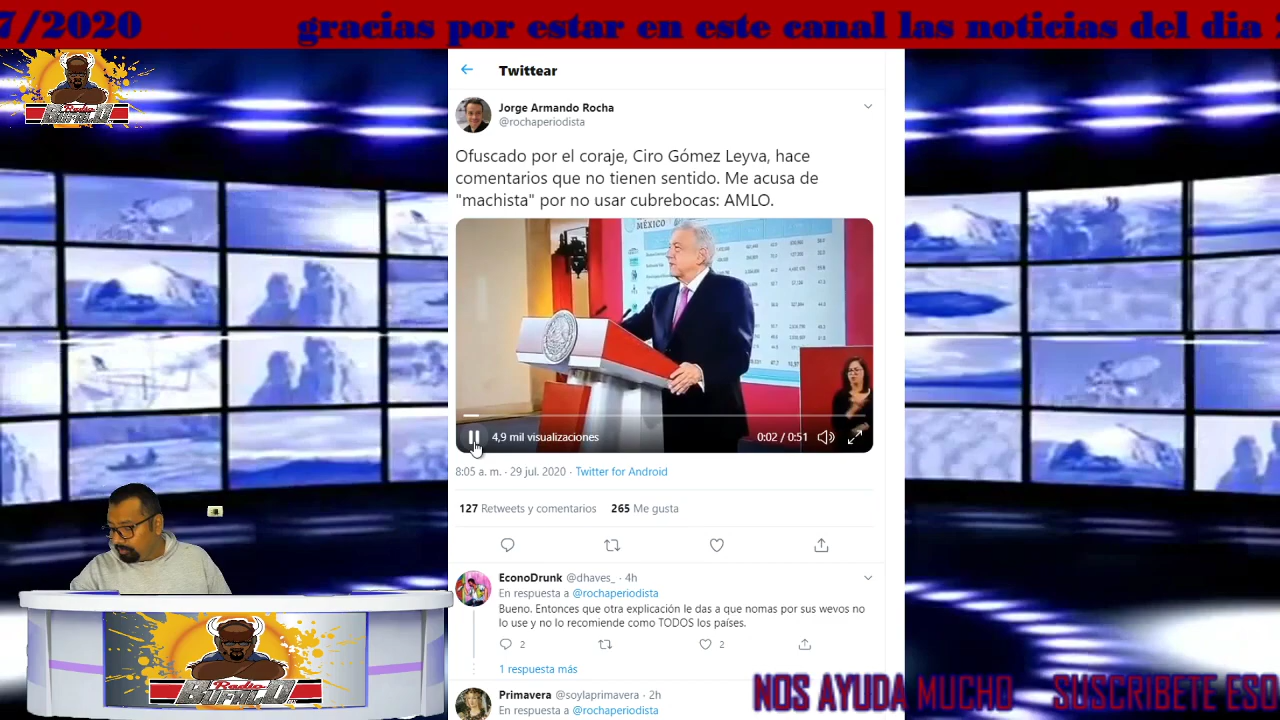 7/2020 gracias por estar en este canal las noticias del dia
Radio
Twittear
Jorge Armando Rocha
@rochaperiodista
Ofuscado por el coraje, Ciro Gómez Leyva, hace
comentarios que no tienen sentido. Me acusa de
"machista" por no usar cubrebocas: AMLO.
MÉXICO
4,9 mil visualizaciones
0:02 / 0:51
8:05 a. m. · 29 jul. 2020 · Twitter for Android
127 Retweets y comentarios 265 Me gusta
EconoDrunk @dhaves_ · 4h
En respuesta a @rochaperiodista
Bueno. Entonces que otra explicación le das a que nomas por sus wevos no
lo use y no lo recomiende como TODOS los países.
2 2
1 respuesta más
Primavera @soylaprimavera · 2h
En respuesta a @rochaperiodista
Radio
NOS AYUDA MUCHO SUSCRIBETE ESO